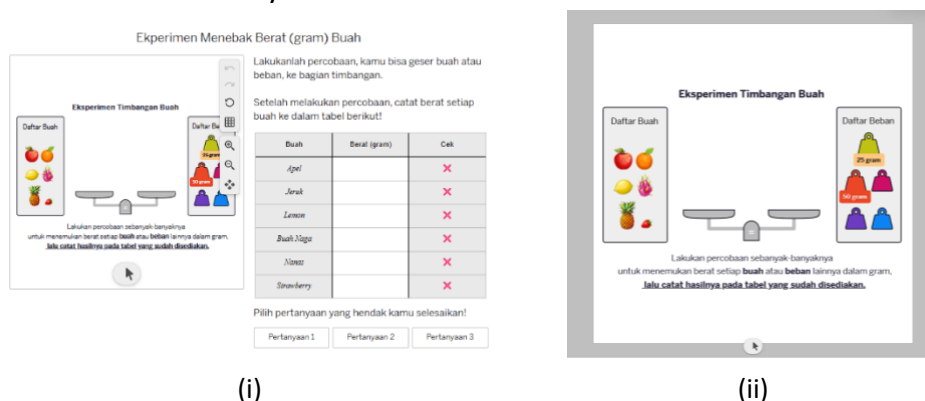 Ekperimen Menebak Berat (gram) Buah
Eksperimen Timbangan Buah
Daftar Buah
Daftar Be
25 gram
50 gram
Lakukan percobaan sebanyak-banyaknya
untuk menemukan berat setiap buah atau beban lainnya dalam gram,
lalu catat hasilnya pada tabel yang sudah disediakan.
Lakukanlah percobaan, kamu bisa geser buah atau
beban, ke bagian timbangan.
Setelah melakukan percobaan, catat berat setiap
buah ke dalam tabel berikut!
Buah Berat (gram) Cek
Apel
Jeruk
Lemon
Buah Naga
Nanas
Strawberry
Pilih pertanyaan yang hendak kamu selesaikan!
Pertanyaan 1 Pertanyaan 2 Pertanyaan 3
(i)
Eksperimen Timbangan Buah
Daftar Buah
Daftar Beban
25 gram
50 gram
=
Lakukan percobaan sebanyak-banyaknya
untuk menemukan berat setiap buah atau beban lainnya dalam gram,
lalu catat hasilnya pada tabel yang sudah disediakan.
(ii)